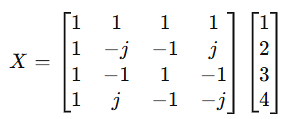 1 1 1 1 1
1 -j -1 j 2
X =
1 -1 1 -1 3
1 j -1 -j 4